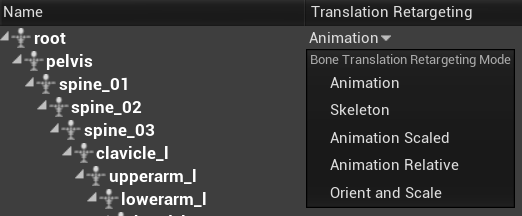 Name Translation Retargeting
root Animation
pelvis Bone Translation Retargeting Mode
spine_01 Animation
spine_02 Skeleton
spine_03 Animation Scaled
clavicle_l Animation Relative
upperarm_l Orient and Scale
lowerarm_l